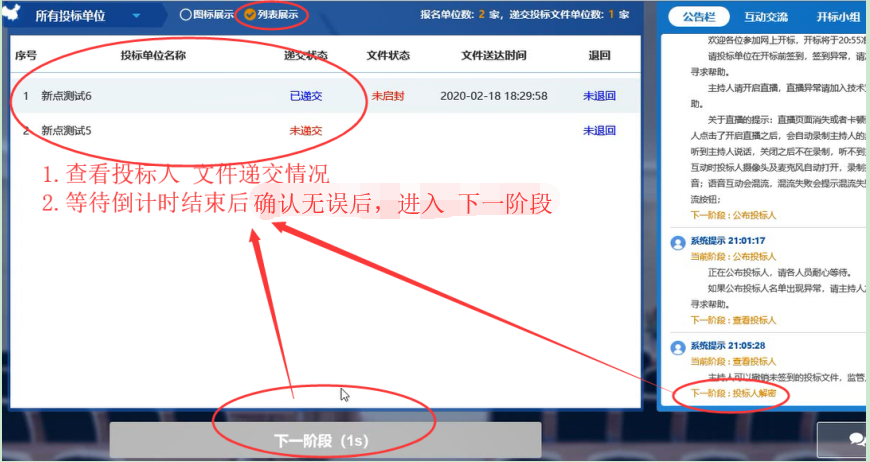 所有投标单位
图标展示
列表展示
报名单位数: 2 家, 递交投标文件单位数: 1 家
序号 投标单位名称 递交状态 文件状态 文件送达时间 退回
1 新点测试6 已递交 未启封 2020-02-18 18:29:58 未退回
2 新点测试5 未递交 未退回
1.查看投标人 文件递交情况
2.等待倒计时结束后确认无误后，进入 下一阶段
下一阶段（1s）
公告栏 互动交流 开标小组
欢迎各位参加网上开标，开标将于20:55
请投标单位在开标前签到，签到异常，请
寻求帮助。
主持人请开启直播，直播异常请加入技术
助。
关于直播的提示：直播页面消失或者卡顿
人点击了开启直播之后，会自动录制主持人的
听到主持人说话，关闭之后不在录制，听不到
互动时投标人摄像头及麦克风自动打开，录制
音；语音互动会混流，混流失败会提示混流失
流按钮；
下一阶段：公布投标人
系统提示 21:01:17
当前阶段：公布投标人
正在公布投标人，请各人员耐心等待。
如果公布投标人名单出现异常，请主持人
寻求帮助。
下一阶段：查看投标人
系统提示 21:05:28
当前阶段：查看投标人
主持人可以撤销未签到的投标文件，监管
下一阶段：投标人解密